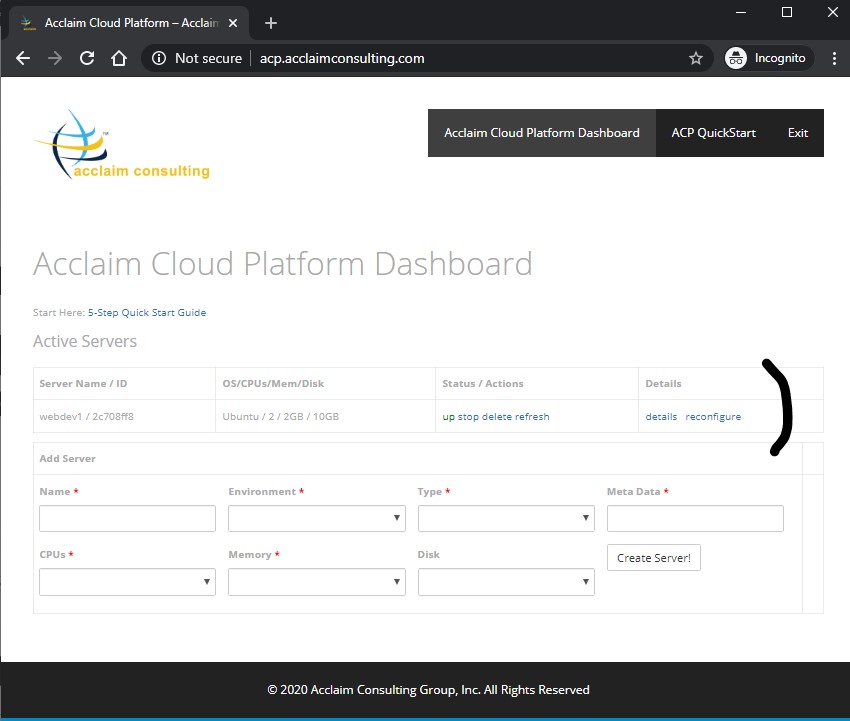 Acclaim Cloud Platform – Acclaim
Not secure | acp.acclaimconsulting.com
Incognito
acclaim consulting
TM
Acclaim Cloud Platform Dashboard
ACP QuickStart
Exit
Acclaim Cloud Platform Dashboard
Start Here: 5-Step Quick Start Guide
Active Servers
Server Name / ID OS/CPUs/Mem/Disk Status / Actions Details
webdev1 / 2c708ff8 Ubuntu / 2 / 2GB / 10GB up stop delete refresh details reconfigure
Add Server
Name * Environment * Type * Meta Data *
CPUs * Memory * Disk Create Server!
© 2020 Acclaim Consulting Group, Inc. All Rights Reserved